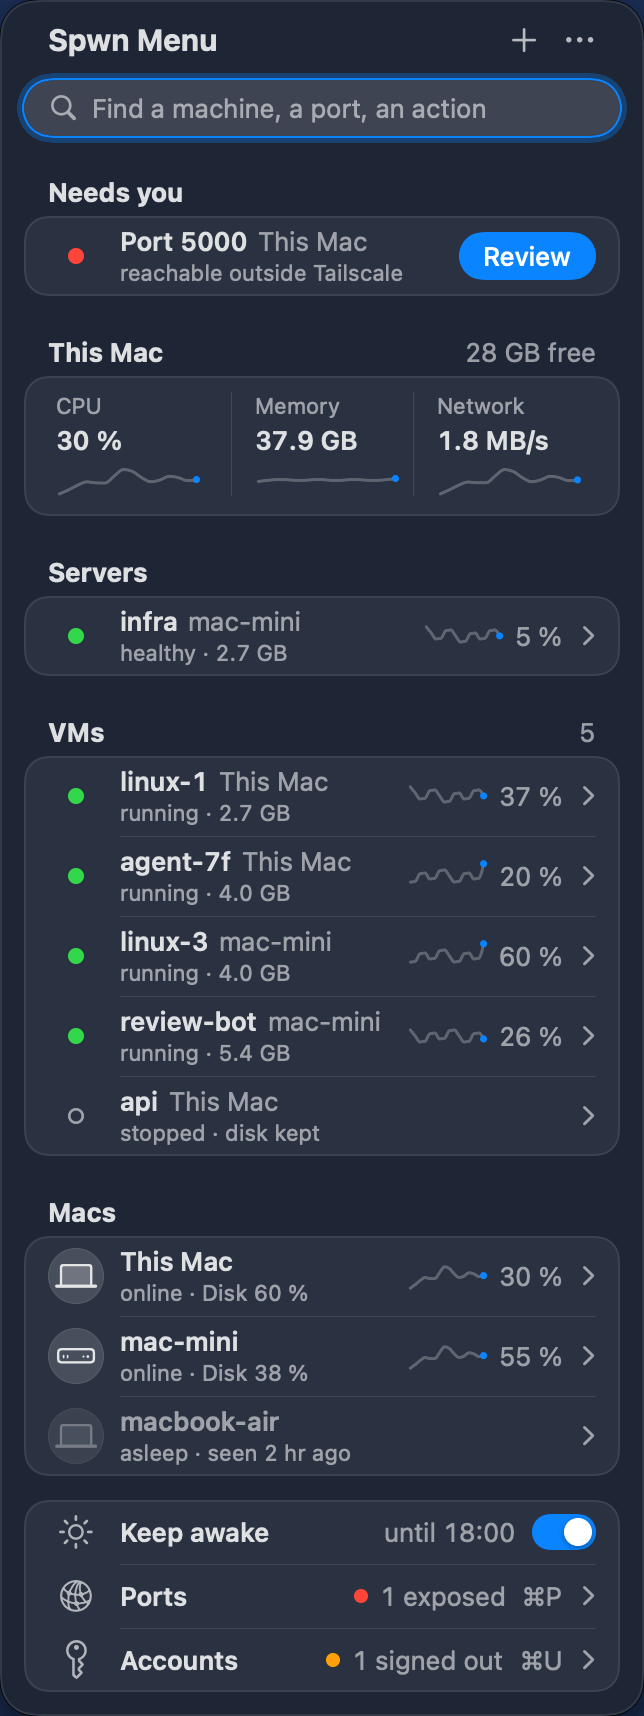 Spwn Menu
Find a machine, a port, an action
Needs you
Port 5000 This Mac
reachable outside Tailscale
Review
This Mac
28 GB free
CPU
30 %
Memory
37.9 GB
Network
1.8 MB/s
Servers
infra mac-mini
healthy · 2.7 GB
5 %
VMs
5
linux-1 This Mac
running · 2.7 GB
37 %
agent-7f This Mac
running · 4.0 GB
20 %
linux-3 mac-mini
running · 4.0 GB
60 %
review-bot mac-mini
running · 5.4 GB
26 %
api This Mac
stopped · disk kept
Macs
This Mac
online · Disk 60 %
30 %
mac-mini
online · Disk 38 %
55 %
macbook-air
asleep · seen 2 hr ago
Keep awake
until 18:00
Ports
1 exposed ⌘P
Accounts
1 signed out ⌘U